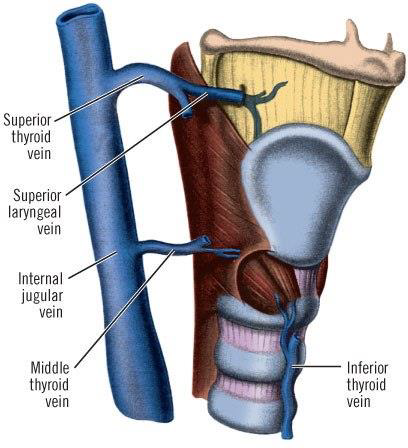 Superior
thyroid
vein
Superior
laryngeal
vein
Internal
jugular
vein
Middle
thyroid
vein
Inferior
thyroid
vein